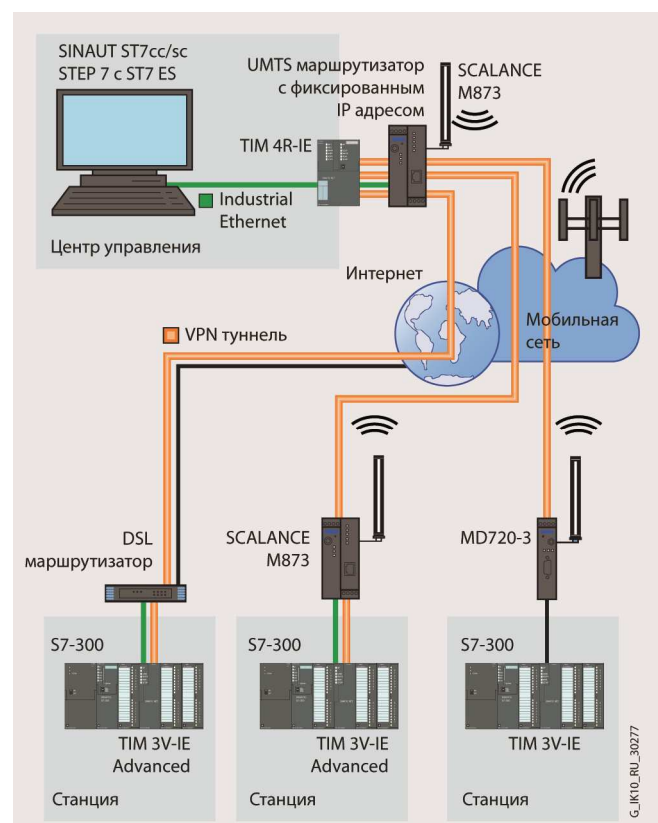 SINAUT ST7cc/sc
STEP 7 с ST7 ES
UMTS маршрутизатор
с фиксированным
IP адресом
SCALANCE
M873
TIM 4R-IE
Industrial
Ethernet
Центр управления
Интернет
Мобильная
сеть
VPN туннель
DSL
маршрутизатор
SCALANCE
M873
MD720-3
S7-300
TIM 3V-IE
Advanced
Станция
S7-300
TIM 3V-IE
Advanced
Станция
S7-300
TIM 3V-IE
Станция
G_IK10_RU_30277